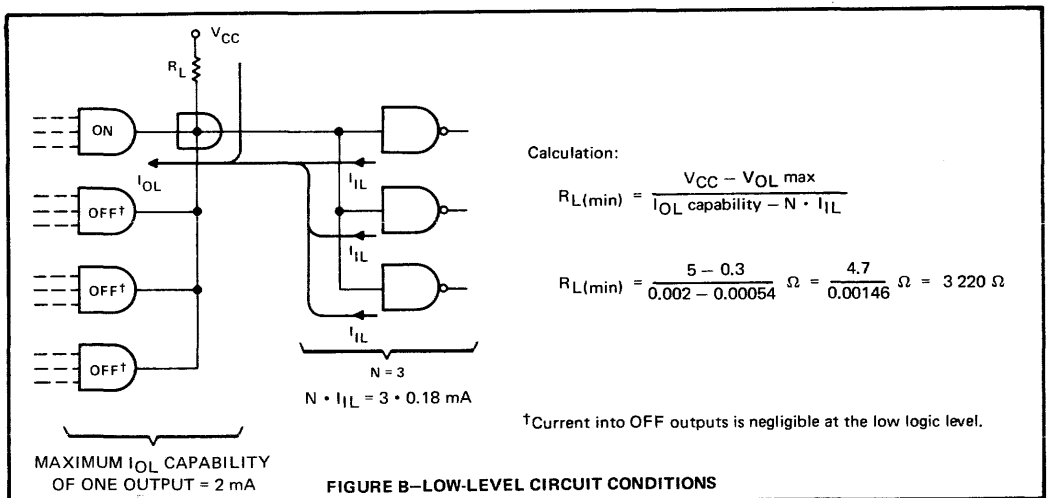 VCC
RL
ON
IOL
OFF†
OFF†
OFF†
IIL
IIL
IIL
N = 3
N • IIL = 3 • 0.18 mA
MAXIMUM IOL CAPABILITY
OF ONE OUTPUT = 2 mA
Calculation:
RL(min) = VCC – VOL max / IOL capability – N • IIL
RL(min) = 5 – 0.3 / 0.002 – 0.00054 Ω = 4.7 / 0.00146 Ω = 3 220 Ω
†Current into OFF outputs is negligible at the low logic level.
FIGURE B–LOW-LEVEL CIRCUIT CONDITIONS